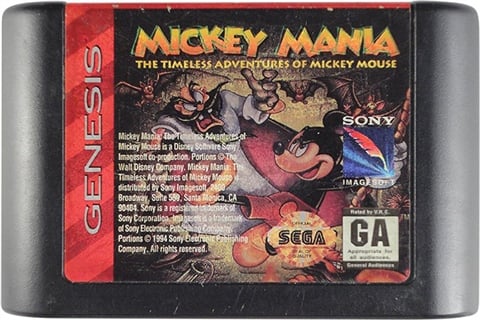 MICKEY MANIA
THE TIMELESS ADVENTURES OF MICKEY MOUSE
GENESIS
SONY
IMAGESOFT
Mickey Mania: The Timeless Adventures of
Mickey Mouse is a Disney Software Sony
Imagesoft co-production. Portions © The
Walt Disney Company. Mickey Mania: The
Timeless Adventures of Mickey Mouse is
distributed by Sony Imagesoft, 2400
Broadway, Suite 550, Santa Monica, CA
90404. Sony is a registered trademark of
Sony Corporation. Imagesoft is a trademark
of Sony Electronic Publishing Company.
Portions © 1994 Sony Electronic Publishing
Company. All rights reserved.
OFFICIAL
SEGA
SEAL OF
QUALITY
Rated by V.R.C.
GA
Appropriate for
all audiences
General Audiences